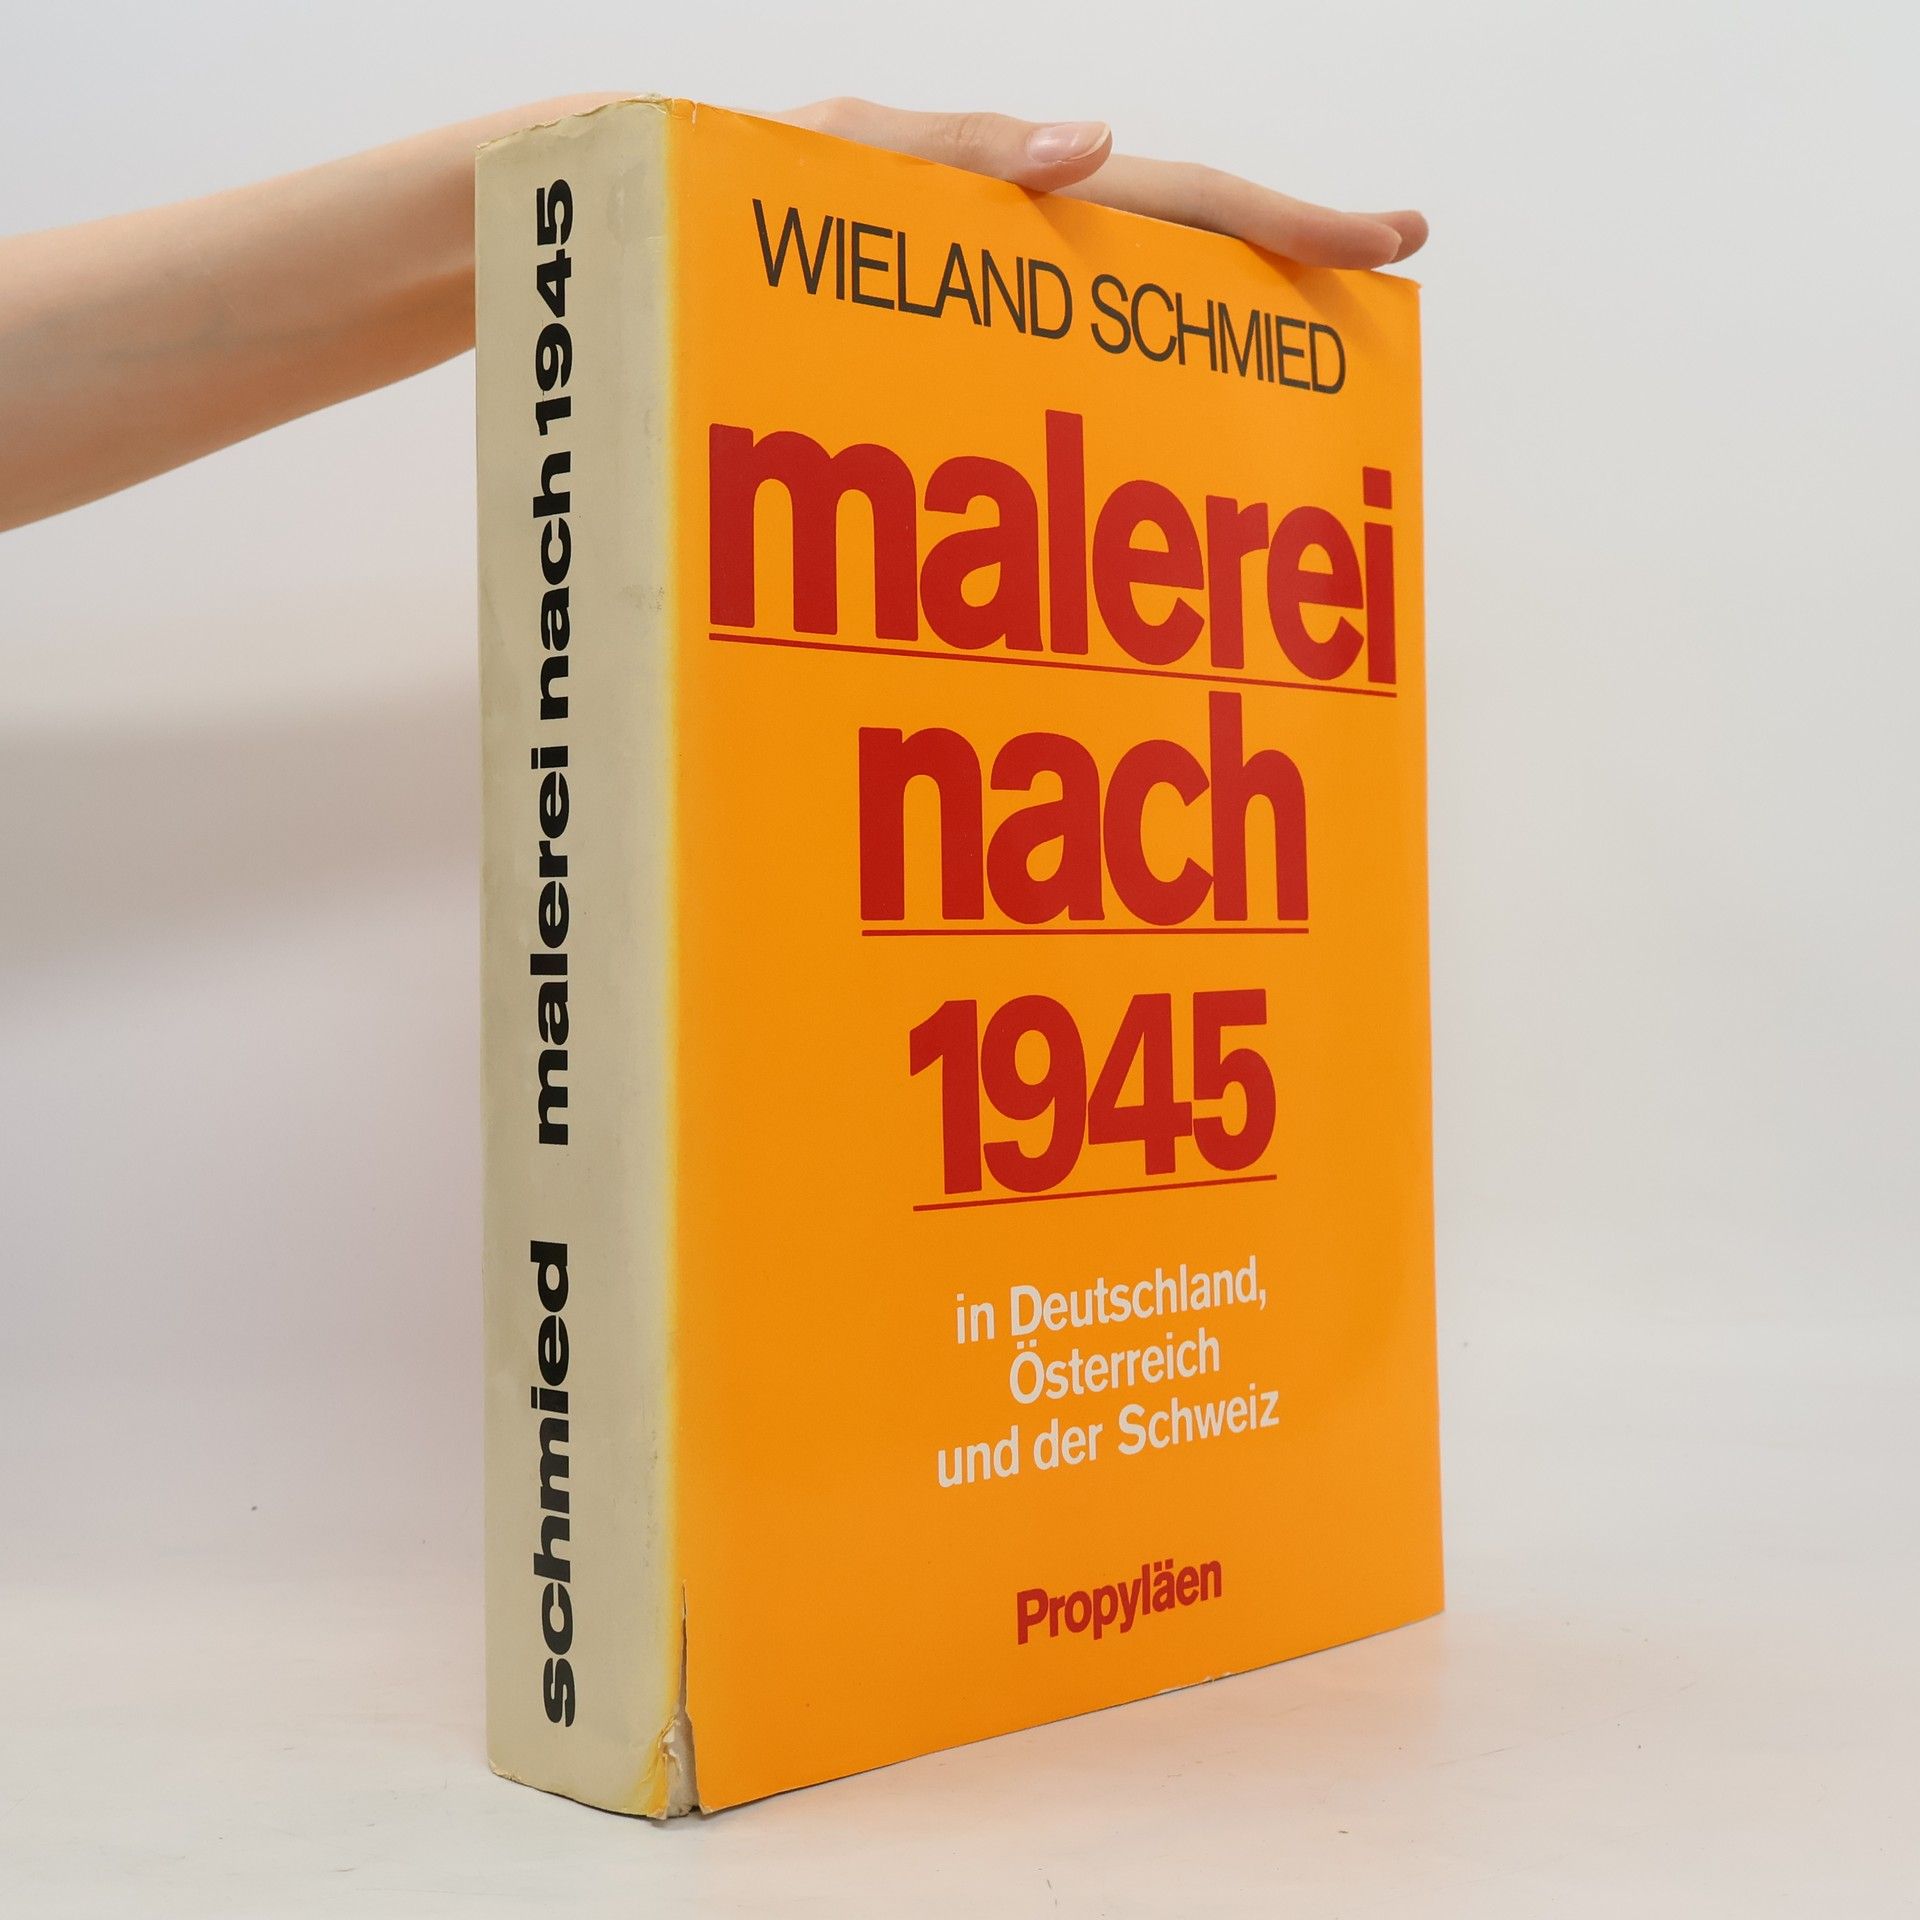 schmied malerei nach 1945
WIELAND SCHMIED
malerei
nach
1945
in Deutschland,
Österreich
und der Schweiz
Propyläen